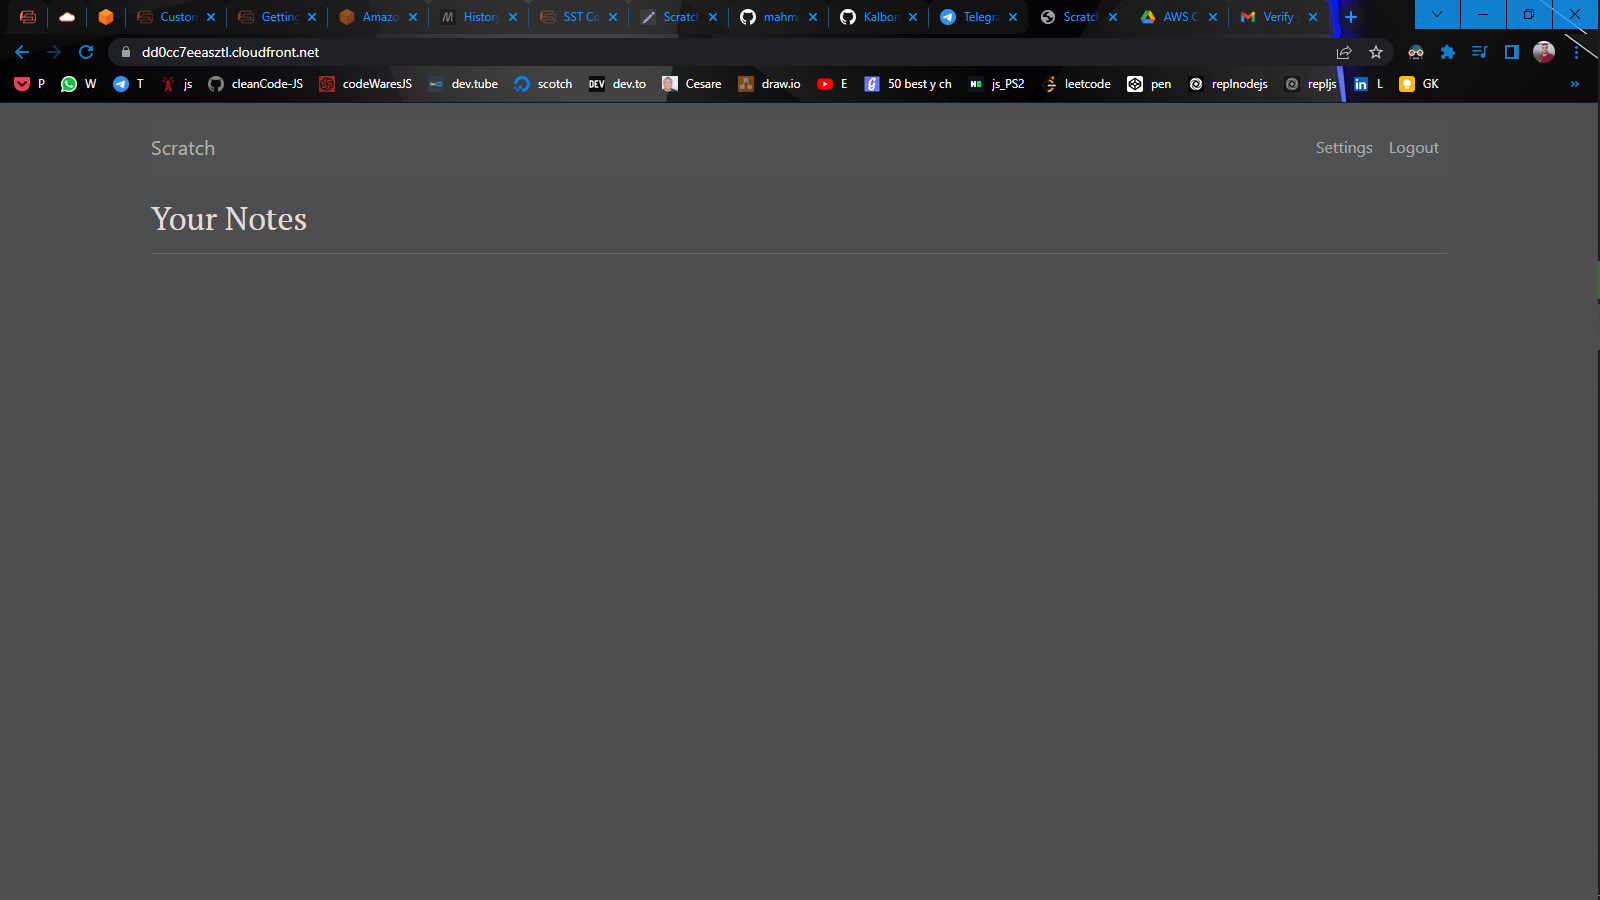 Custon Getting Amazo History SST Co Scratch mahm Kalbor Telegra Scratch AWS C Verify
dd0cc7eeasztl.cloudfront.net
P W T js cleanCode-JS codeWaresJS dev.tube scotch DEV dev.to Cesare draw.io E 50 best y ch js_PS2 leetcode pen replnodejs repljs L GK
Scratch Settings Logout
Your Notes